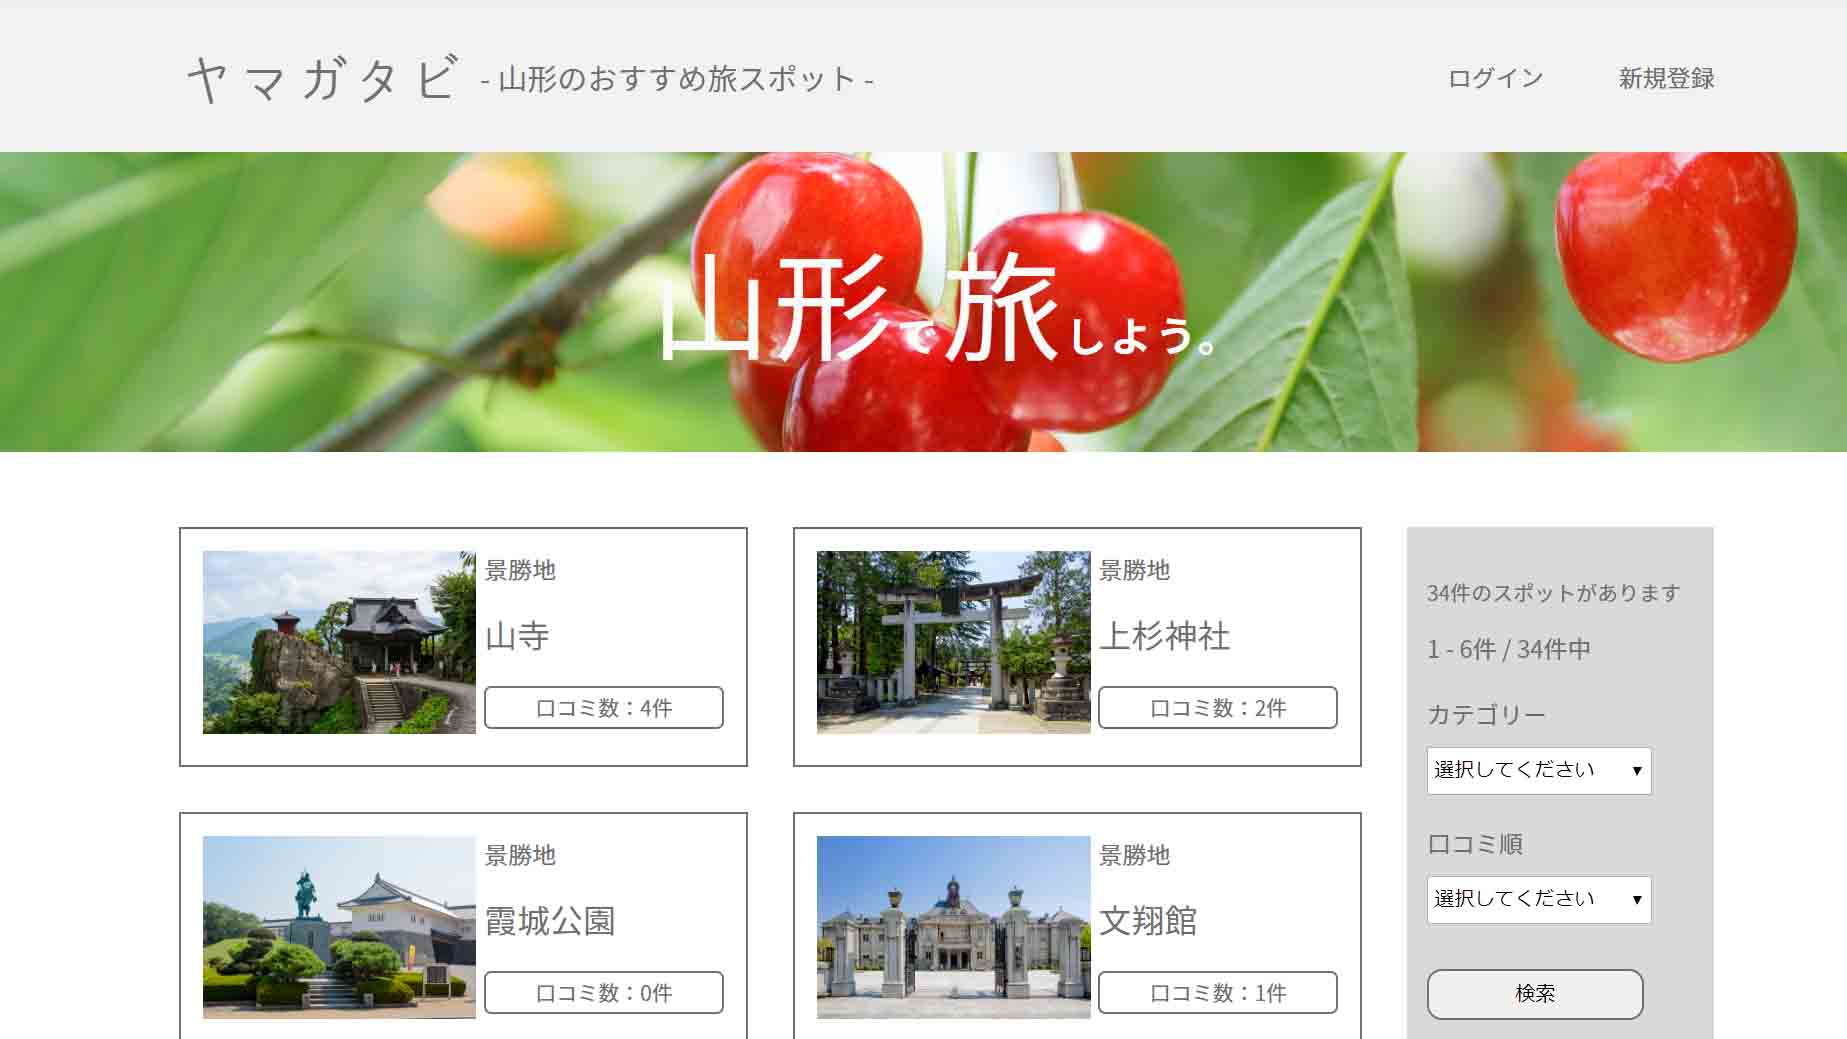 ヤマガタビ - 山形のおすすめ旅スポット -
ログイン 新規登録
山形で旅しよう。
景勝地
山寺
口コミ数：4件
景勝地
上杉神社
口コミ数：2件
景勝地
霞城公園
口コミ数：0件
景勝地
文翔館
口コミ数：1件
34件のスポットがあります
1 - 6件 / 34件中
カテゴリー
選択してください ▼
口コミ順
選択してください ▼
検索